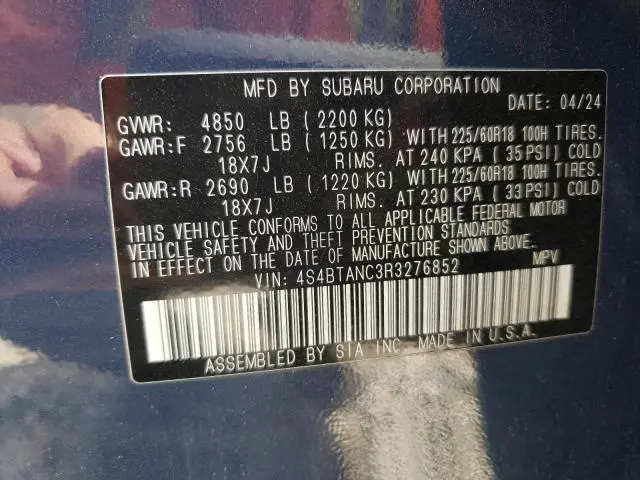 MFD BY SUBARU CORPORATION
DATE: 04/24
GVWR: 4850 LB (2200 KG)
GAWR:F 2756 LB (1250 KG) WITH 225/60R18 100H TIRES.
18X7J RIMS. AT 240 KPA (35 PSI) COLD
GAWR:R 2690 LB (1220 KG) WITH 225/60R18 100H TIRES.
18X7J RIMS. AT 230 KPA (33 PSI) COLD
THIS VEHICLE CONFORMS TO ALL APPLICABLE FEDERAL MOTOR
VEHICLE SAFETY AND THEFT PREVENTION STANDARDS
IN EFFECT ON THE DATE OF MANUFACTURE SHOWN ABOVE.
VIN: 4S4BTANC3R3276852 MPV
ASSEMBLED BY SIA INC. MADE IN U.S.A.